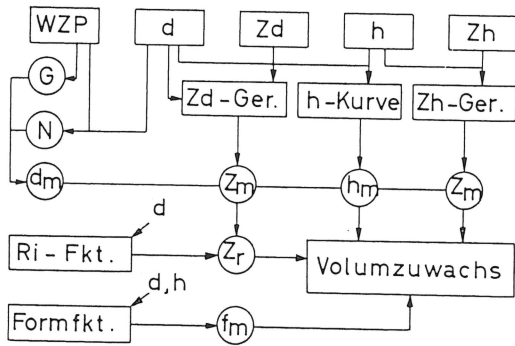 WZP d Zd h Zh
G
Zd-Ger. h-Kurve Zh-Ger.
N
dm Zm hm Zm
d
Ri-Fkt. Zr Volumzuwachs
d,h
Formfkt. fm